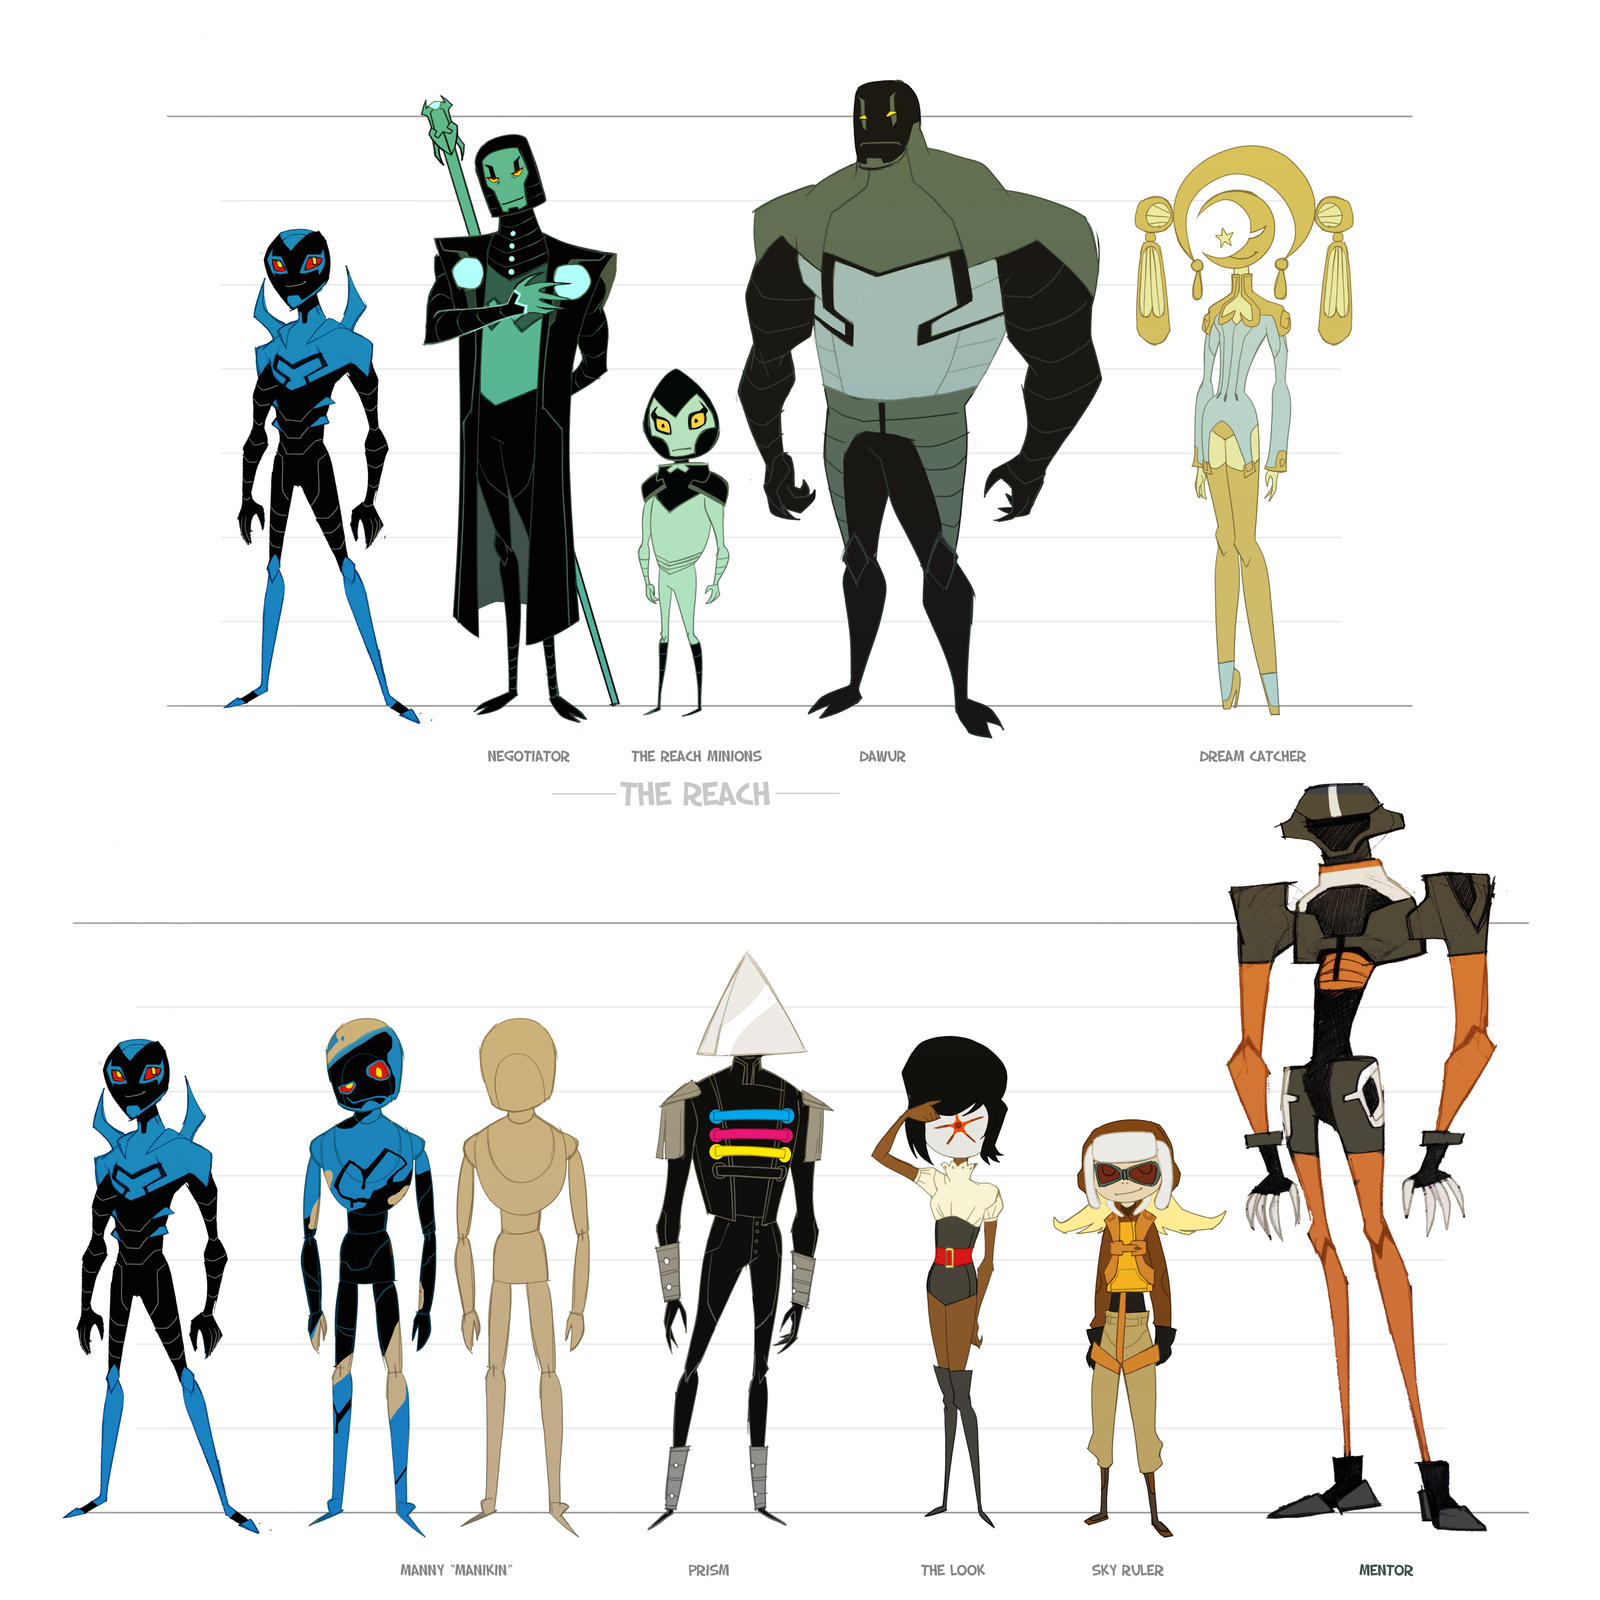 NEGOTIATOR
THE REACH MINIONS
DAWUR
DREAM CATCHER
THE REACH
MANNY "MANIKIN"
PRISM
THE LOOK
SKY RULER
MENTOR